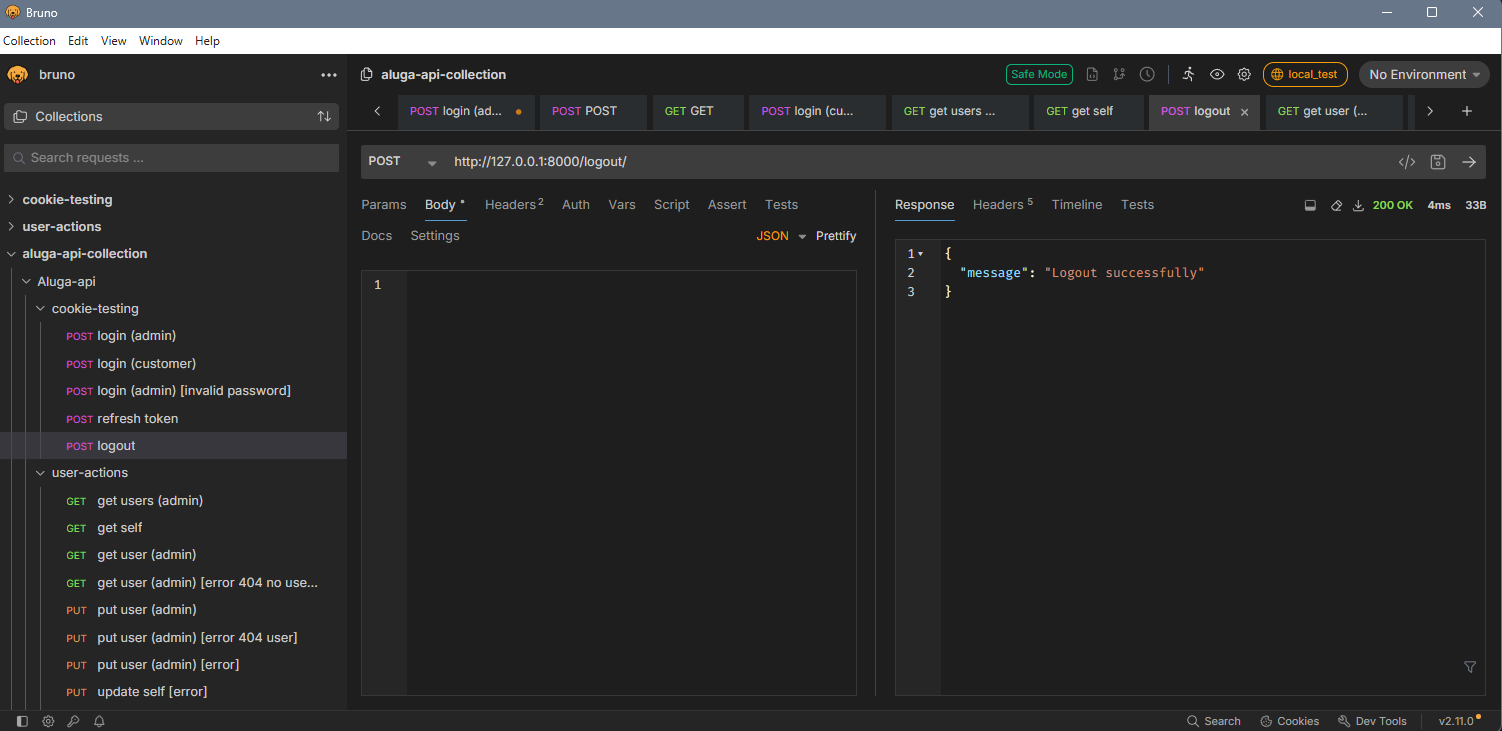 Bruno
Collection Edit View Window Help
bruno
aluga-api-collection
Safe Mode
local_test
No Environment
Collections
POST login (ad...
POST POST
GET GET
POST login (cu...
GET get users ...
GET get self
POST logout
GET get user (...
Search requests ...
POST
http://127.0.0.1:8000/logout/
cookie-testing
user-actions
aluga-api-collection
Aluga-api
cookie-testing
POST login (admin)
POST login (customer)
POST login (admin) [invalid password]
POST refresh token
POST logout
user-actions
GET get users (admin)
GET get self
GET get user (admin)
GET get user (admin) [error 404 no use...
PUT put user (admin)
PUT put user (admin) [error 404 user]
PUT put user (admin) [error]
PUT update self [error]
Params Body Headers 2 Auth Vars Script Assert Tests
Docs Settings
JSON Prettify
1
Response Headers 5 Timeline Tests
200 OK 4ms 33B
1 {
2 "message": "Logout successfully"
3 }
Search Cookies Dev Tools v2.11.0